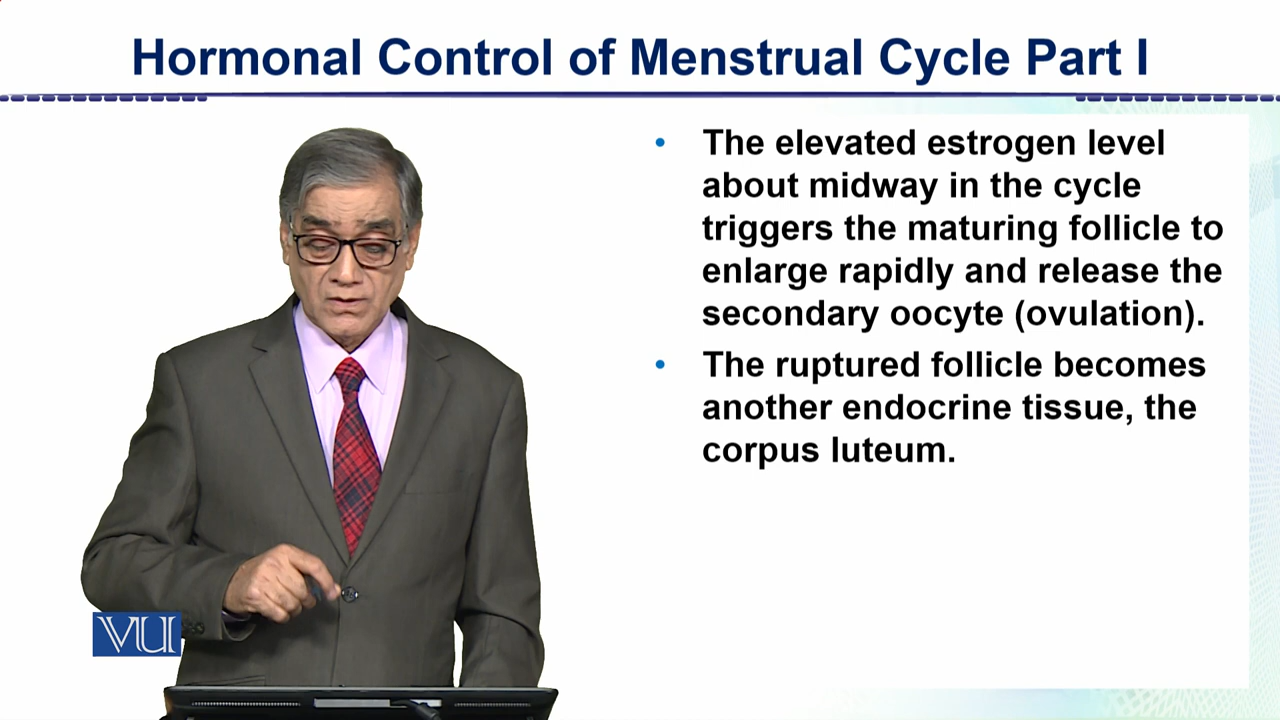 Hormonal Control of Menstrual Cycle Part I
• The elevated estrogen level
about midway in the cycle
triggers the maturing follicle to
enlarge rapidly and release the
secondary oocyte (ovulation).
• The ruptured follicle becomes
another endocrine tissue, the
corpus luteum.
VU